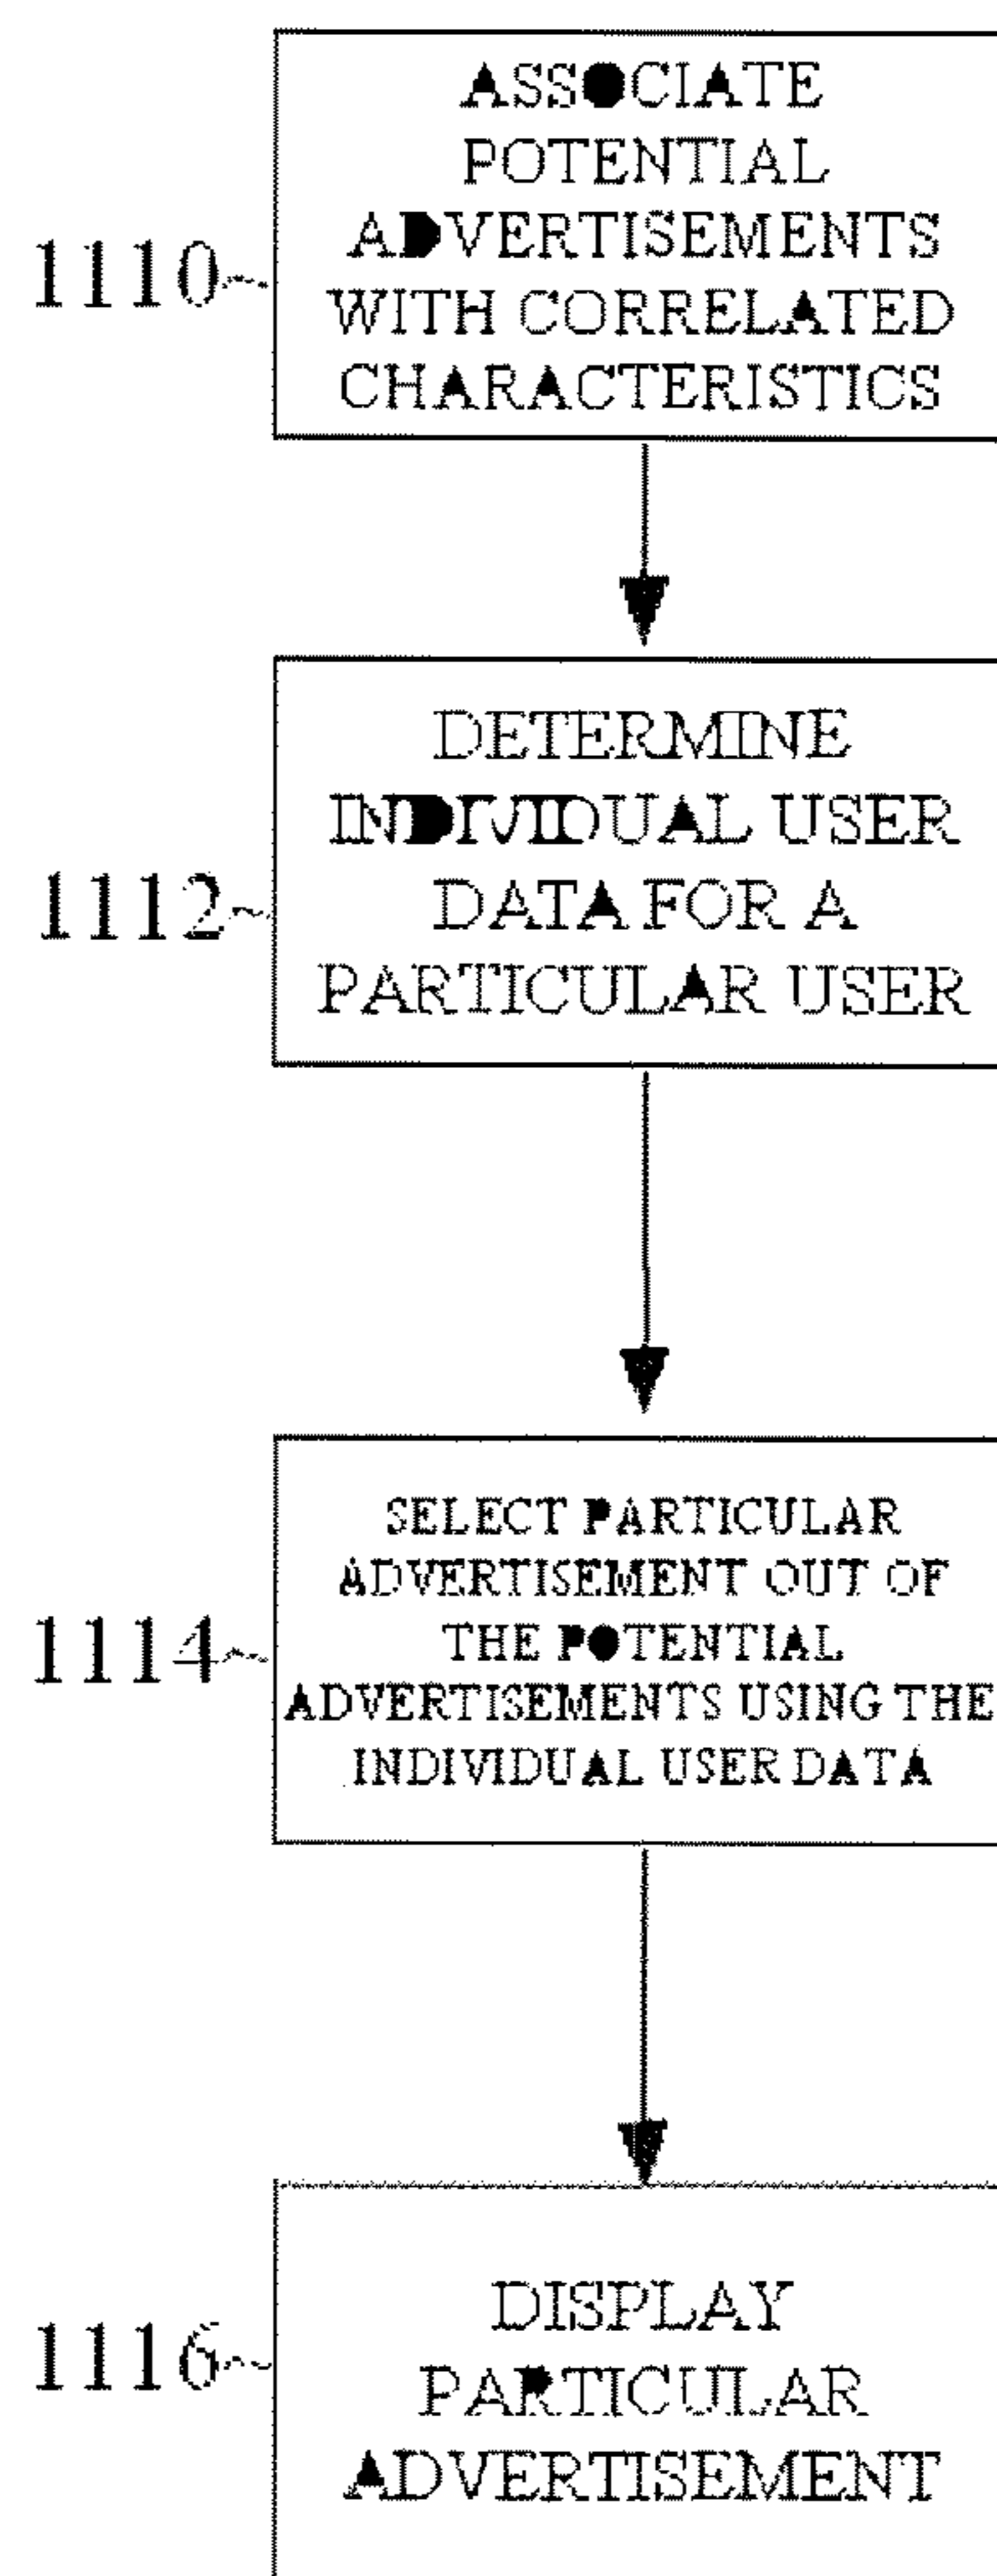 ASSOCIATE
POTENTIAL
ADVERTISEMENTS
1110
WITH CORRELATED
CHARACTERISTICS
DETERMINE
INDIVIDUAL USER
1112
DATA FOR A
PARTICULAR USER
SELECT PARTICULAR
ADVERTISEMENT OUT OF
1114
THE POTENTIAL
ADVERTISEMENTS USING THE
INDIVIDUAL USER DATA
DISPLAY
1116
PARTICULAR
ADVERTISEMENT